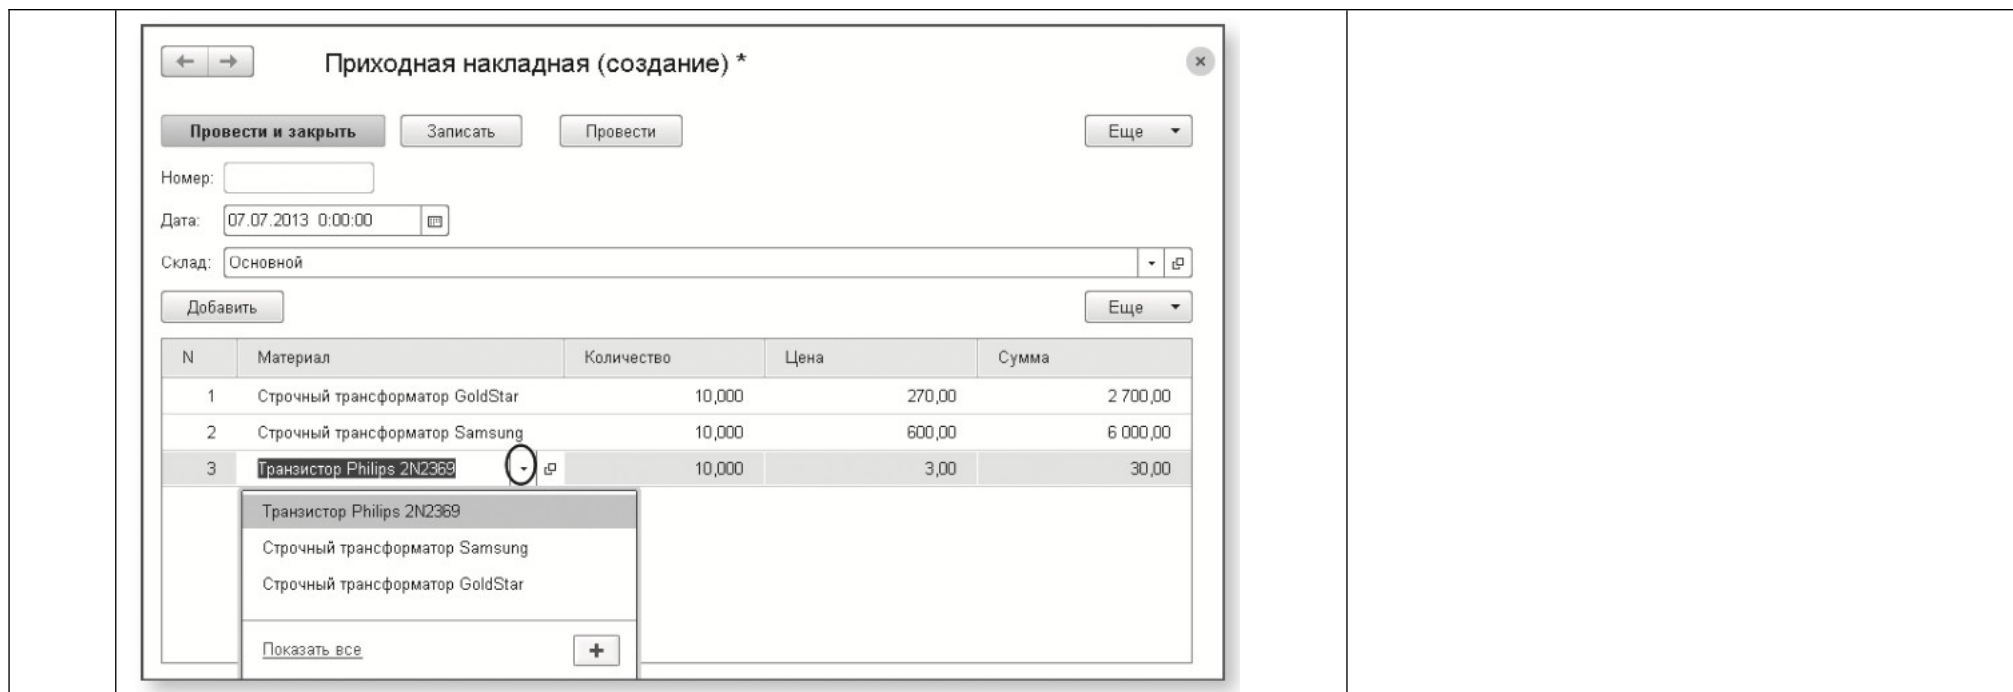 Приходная накладная (создание) *
Провести и закрыть Записать Провести Еще
Номер:
Дата: 07.07.2013 0:00:00
Склад: Основной
Добавить Еще
N Материал Количество Цена Сумма
1 Строчный трансформатор GoldStar 10,000 270,00 2 700,00
2 Строчный трансформатор Samsung 10,000 600,00 6 000,00
3 Транзистор Philips 2N2369 10,000 3,00 30,00
Транзистор Philips 2N2369
Строчный трансформатор Samsung
Строчный трансформатор GoldStar
Показать все